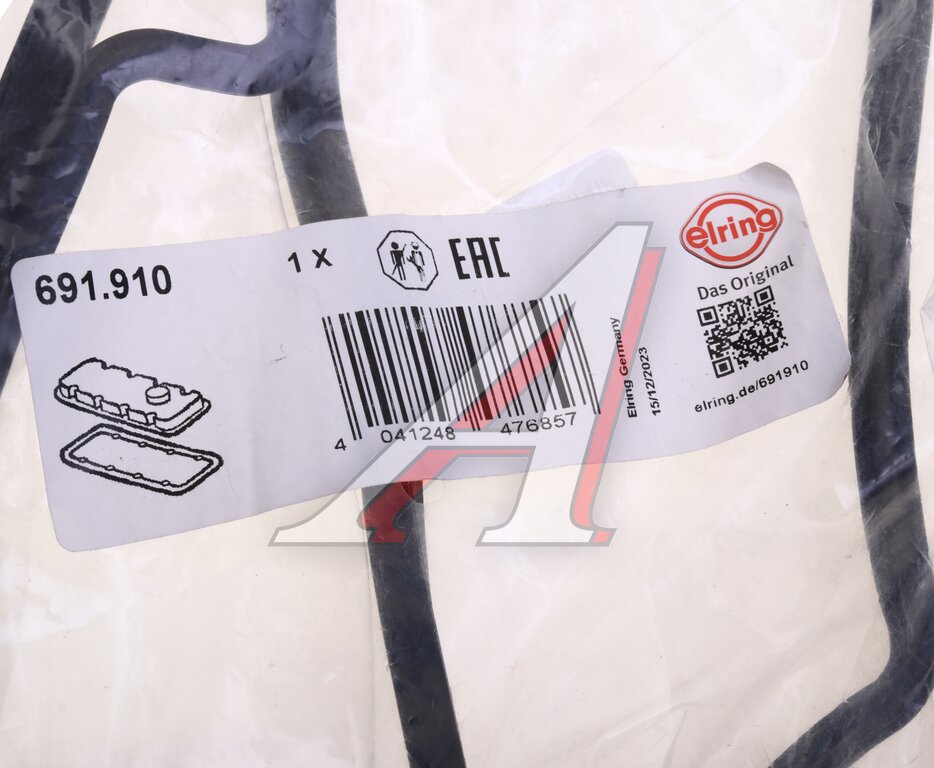 691.910
1 X
EAC
4 041248 476857
Elring Germany
15/12/2023
elring
Das Original
elring.de/691910